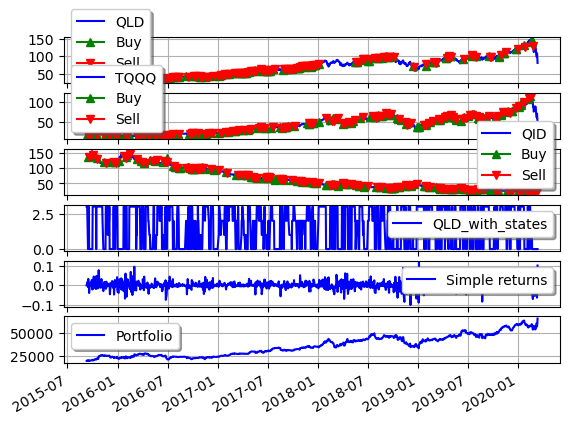 QLD
Buy
Sell
150
100
50
TQQQ
Buy
Sell
100
50
QID
Buy
Sell
150
100
50
QLD_with_states
2.5
0.0
Simple returns
0.1
0.0
−0.1
Portfolio
50000
25000
2015-07
2016-01
2016-07
2017-01
2017-07
2018-01
2018-07
2019-01
2019-07
2020-01